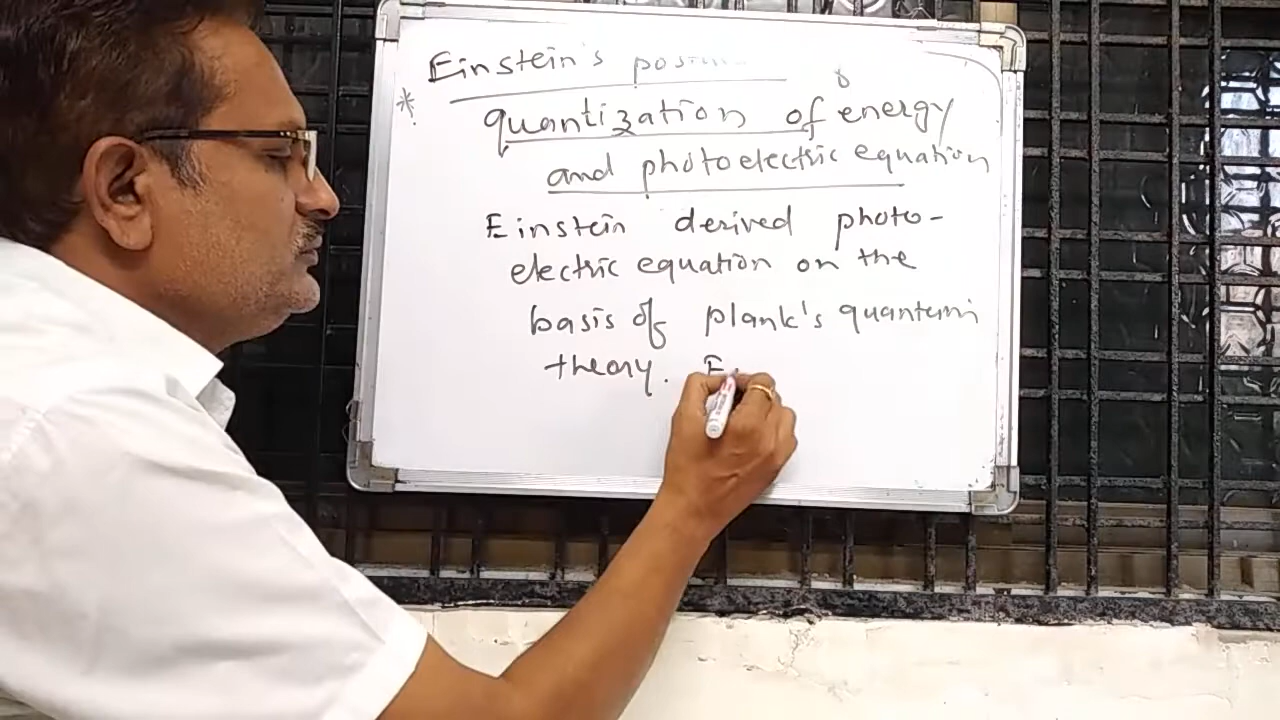 Einstein's
* quantization of energy
and photoelectric equation
Einstein derived photo-
electric equation on the
basis of plank's quantum
theory. E